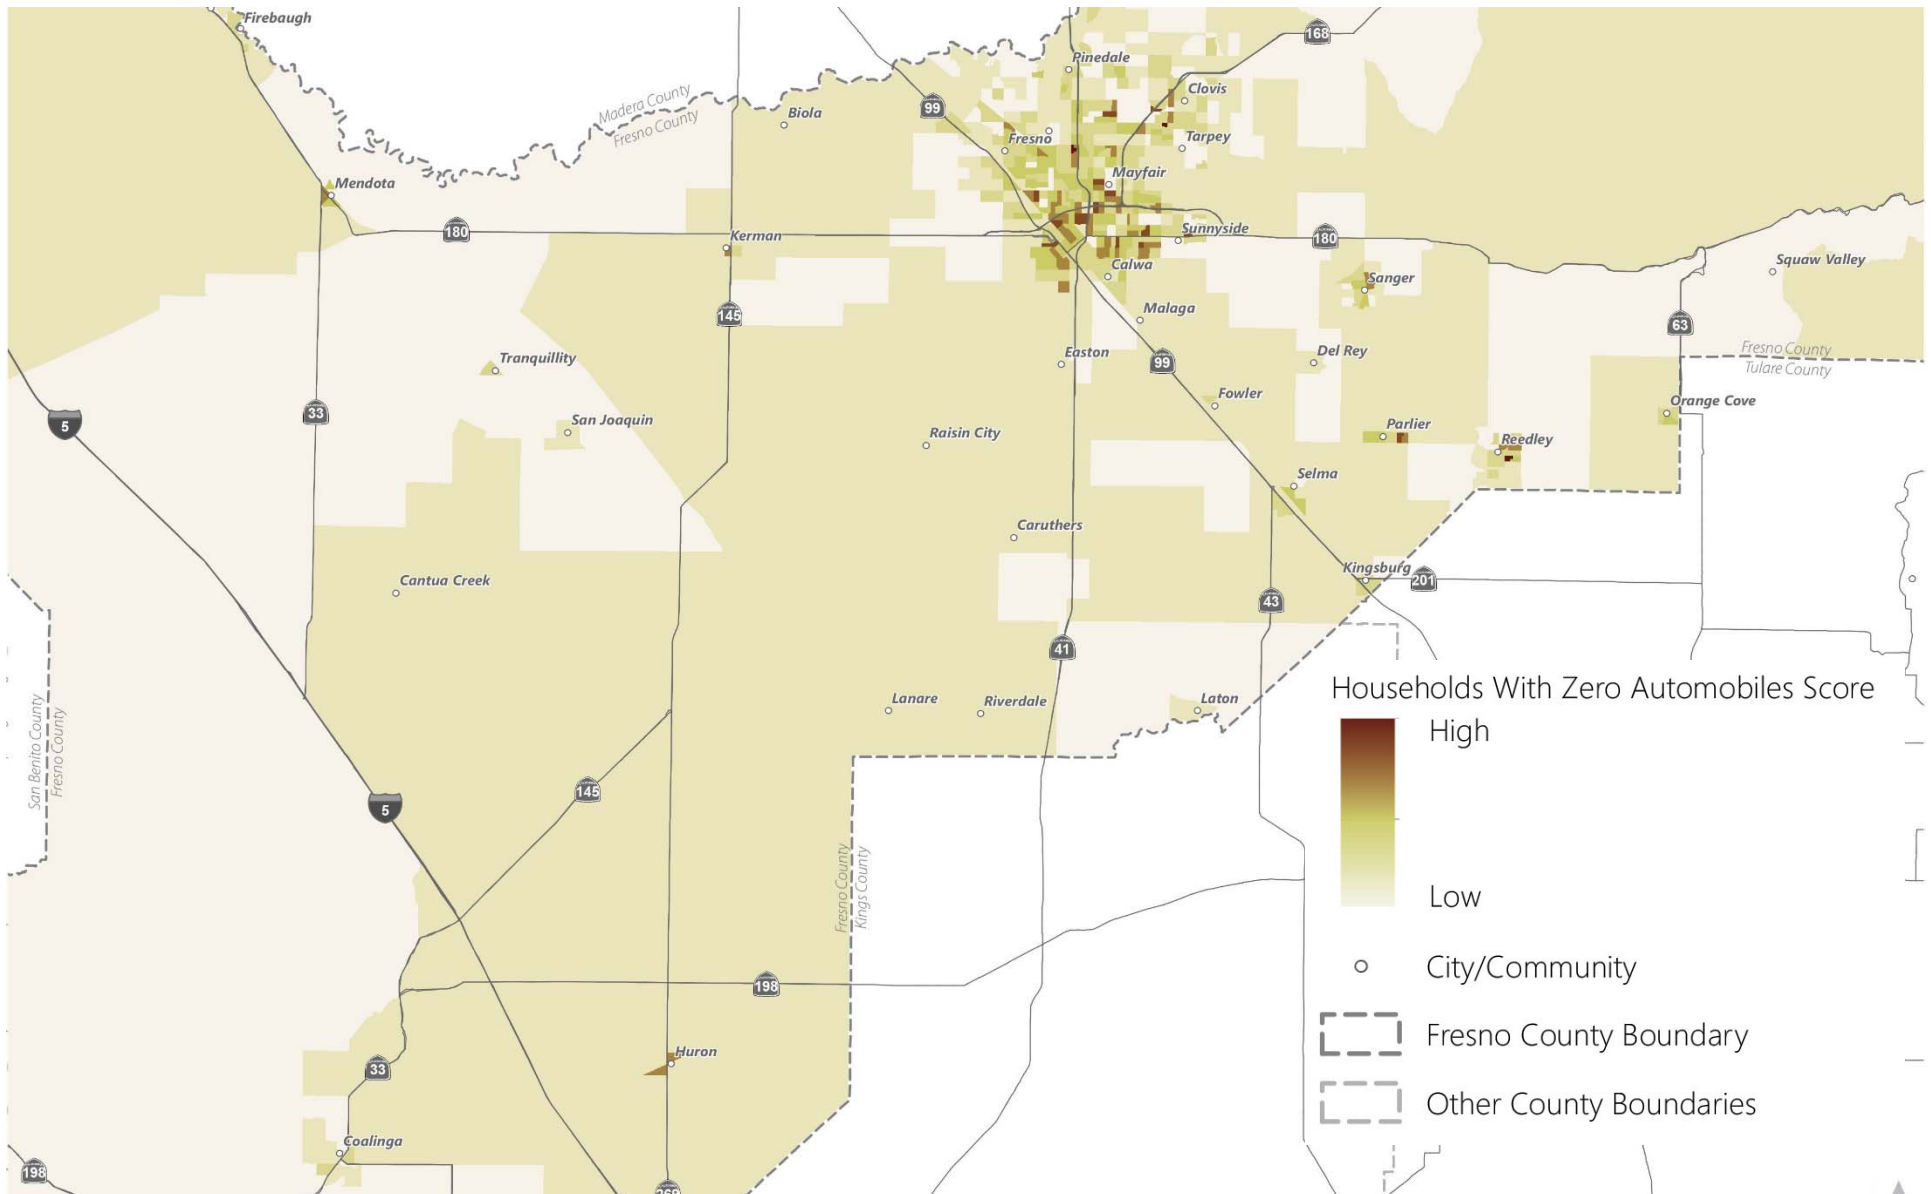 Firebaugh
168
Pinedale
Clovis
Madera County
Fresno County
Biola
99
Fresno
Tarpey
Mendota
Mayfair
180
Kerman
Sunnyside
180
Calwa
Sanger
Squaw Valley
145
Malaga
63
Tranquillity
Easton
99
Del Rey
Fresno County
Tulare County
5
33
San Joaquin
Fowler
Orange Cove
Raisin City
Parlier
Reedley
Selma
Caruthers
Cantua Creek
Kingsburg
201
43
41
San Benito County
Fresno County
Lanare
Riverdale
Laton
145
5
Fresno County
Kings County
198
Huron
33
Coalinga
198
Households With Zero Automobiles Score
High
Low
City/Community
Fresno County Boundary
Other County Boundaries